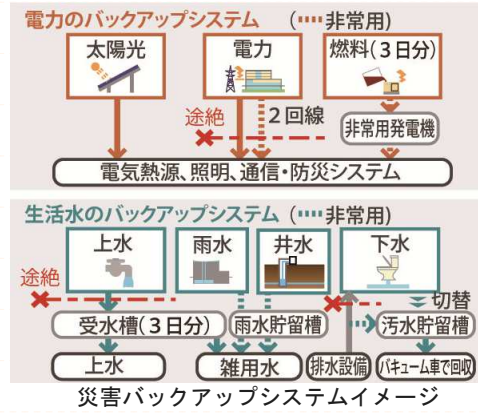 電力のバックアップシステム (┅┅非常用)
太陽光
電力
燃料(3日分)
途絶
2回線
非常用発電機
電気熱源、照明、通信・防災システム
生活水のバックアップシステム (┅┅非常用)
上水
雨水
井水
下水
途絶
切替
受水槽(3日分)
雨水貯留槽
汚水貯留槽
上水
雑用水
排水設備
バキューム車で回収
災害バックアップシステムイメージ